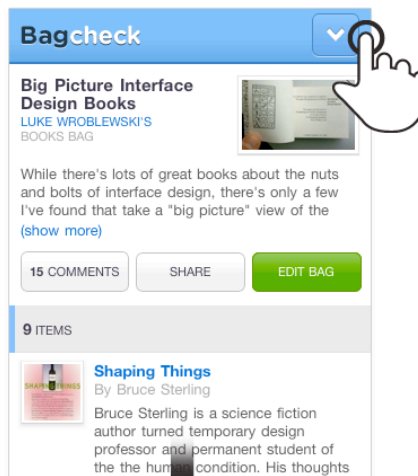 Bagcheck
Big Picture Interface
Design Books
LUKE WROBLEWSKI'S
BOOKS BAG
While there's lots of great books about the nuts
and bolts of interface design, there's only a few
I've found that take a "big picture" view of the
(show more)
15 COMMENTS
SHARE
EDIT BAG
9 ITEMS
SHAPING THINGS
Shaping Things
By Bruce Sterling
Bruce Sterling is a science fiction
author turned temporary design
professor and permanent student of
the the human condition. His thoughts